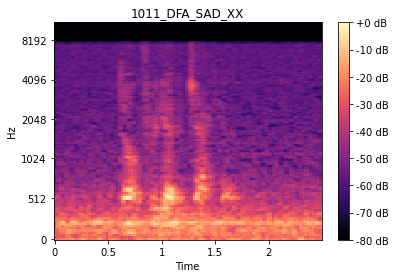 1011_DFA_SAD_XX
+0 dB
8192
-10 dB
4096
-20 dB
-30 dB
2048
Hz
-40 dB
1024
-50 dB
512
-60 dB
-70 dB
0
-80 dB
0 0.5 1 1.5 2
Time